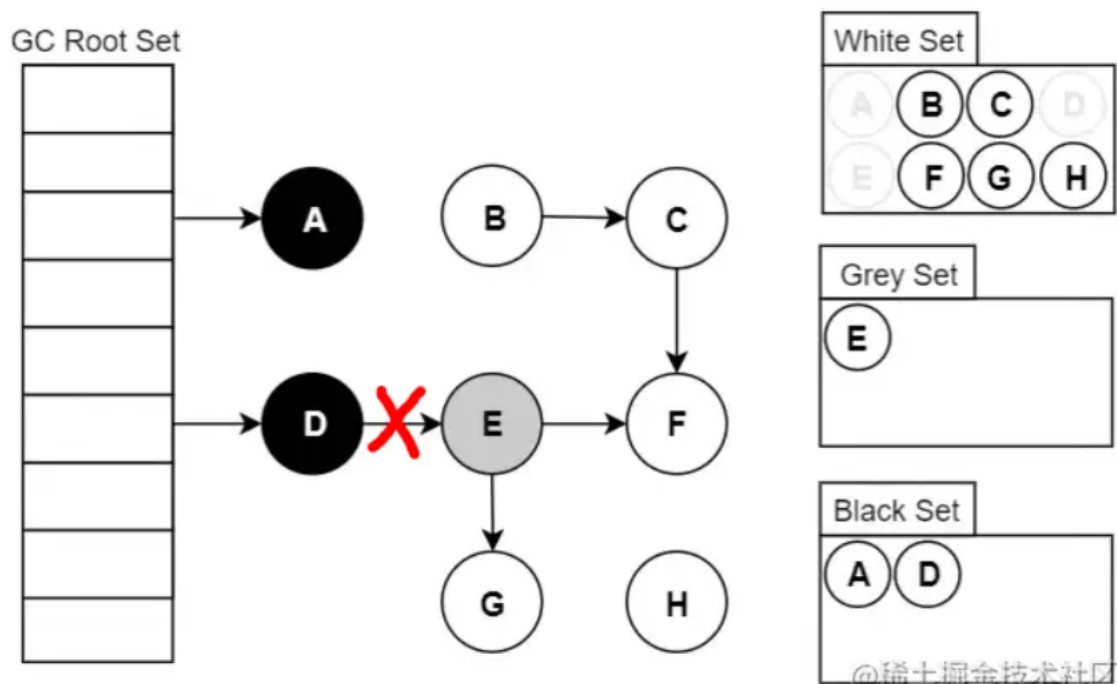 GC Root Set
White Set
A B C D
E F G H
A B C
Grey Set
E
D E F
Black Set
A D
G H
@稀土掘金技术社区